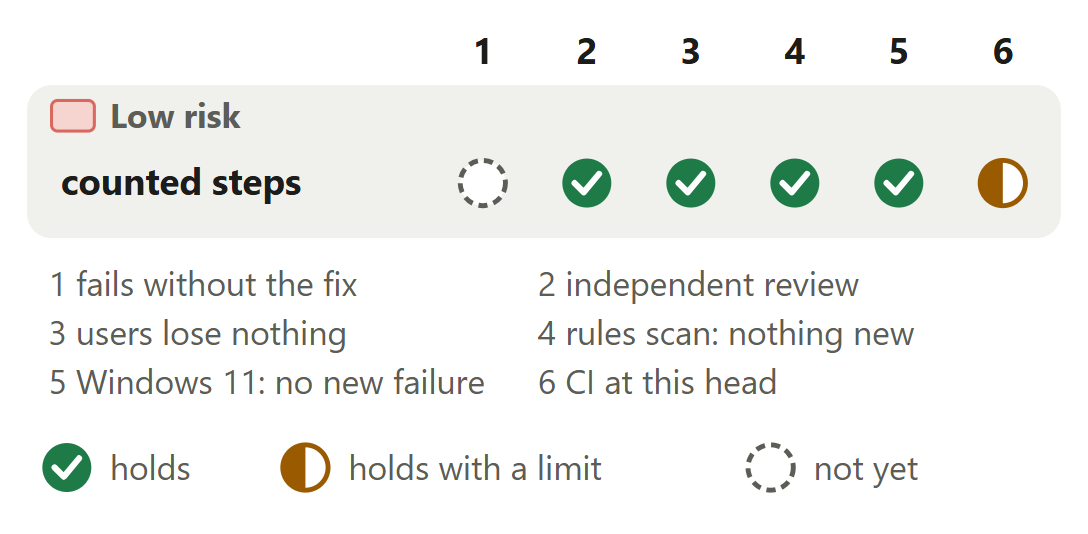 1 2 3 4 5 6
Low risk
counted steps
1 fails without the fix 2 independent review
3 users lose nothing 4 rules scan: nothing new
5 Windows 11: no new failure 6 CI at this head
holds holds with a limit not yet